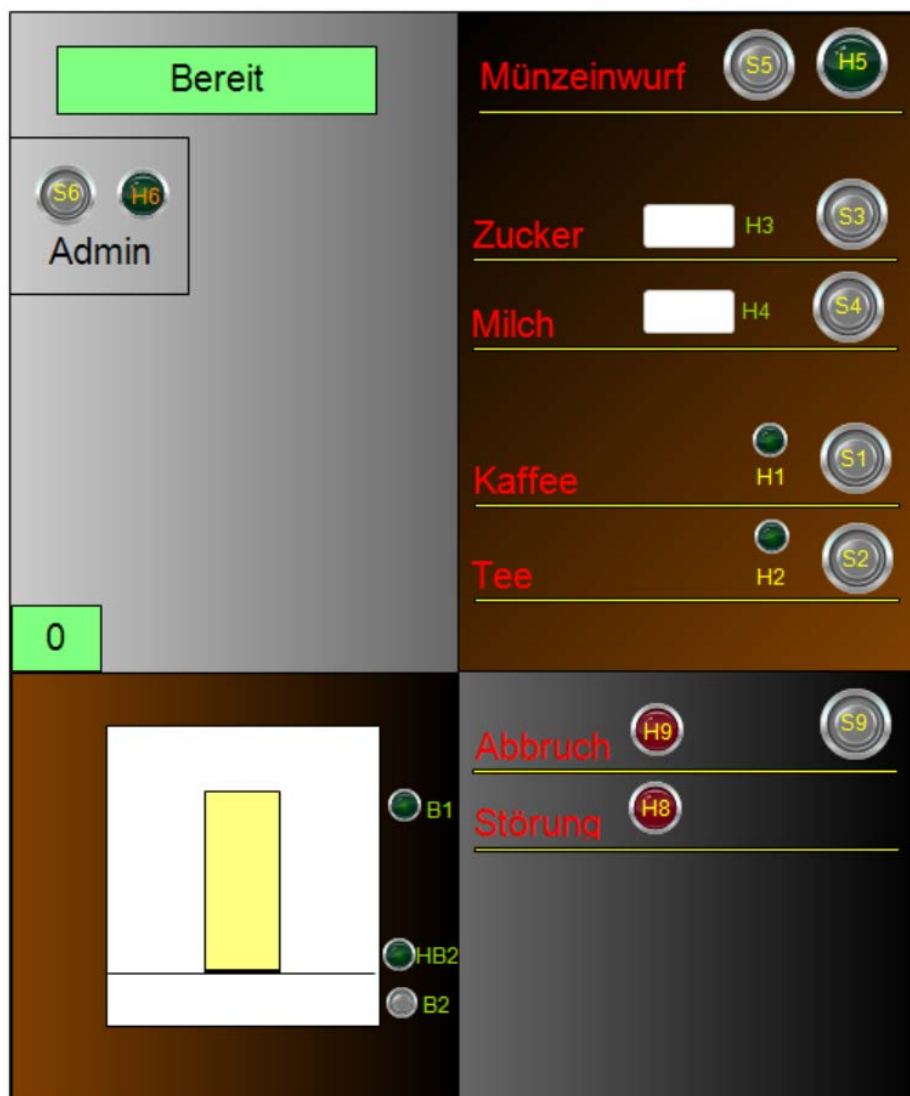 Bereit
S6 H6
Admin
0
Münzeinwurf S5 H5
Zucker H3 S3
Milch H4 S4
Kaffee H1 S1
Tee H2 S2
B1
HB2
B2
Abbruch H9 S9
Störung H8